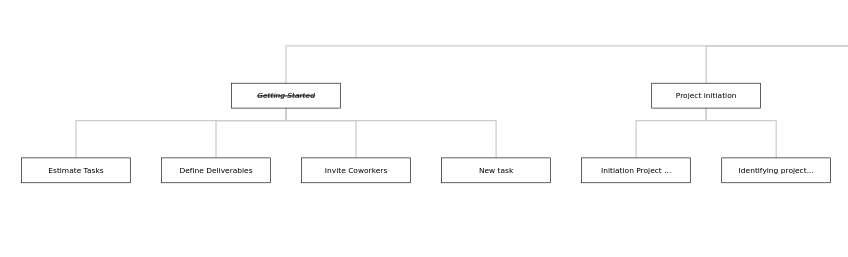 Getting Started
Project initiation
Estimate Tasks
Define Deliverables
Invite Coworkers
New task
Initiation Project ...
Identifying project...